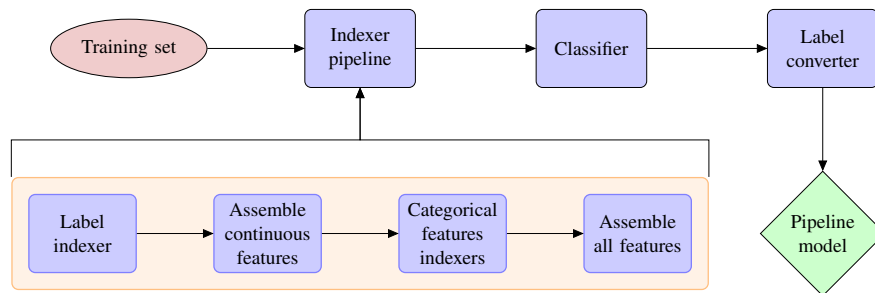 Training set
Indexer
pipeline
Classifier
Label
converter
Label
indexer
Assemble
continuous
features
Categorical
features
indexers
Assemble
all features
Pipeline
model